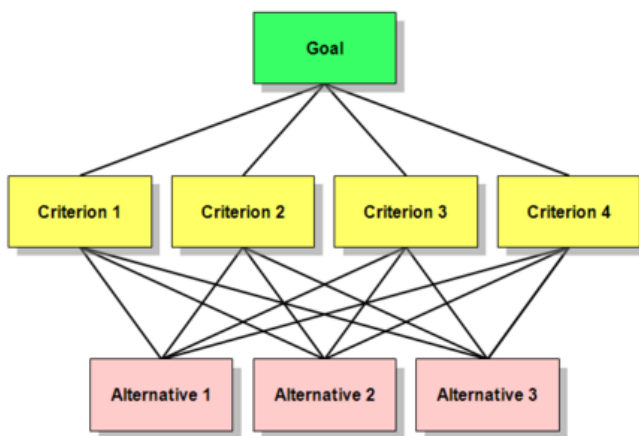 Goal
Criterion 1
Criterion 2
Criterion 3
Criterion 4
Alternative 1
Alternative 2
Alternative 3